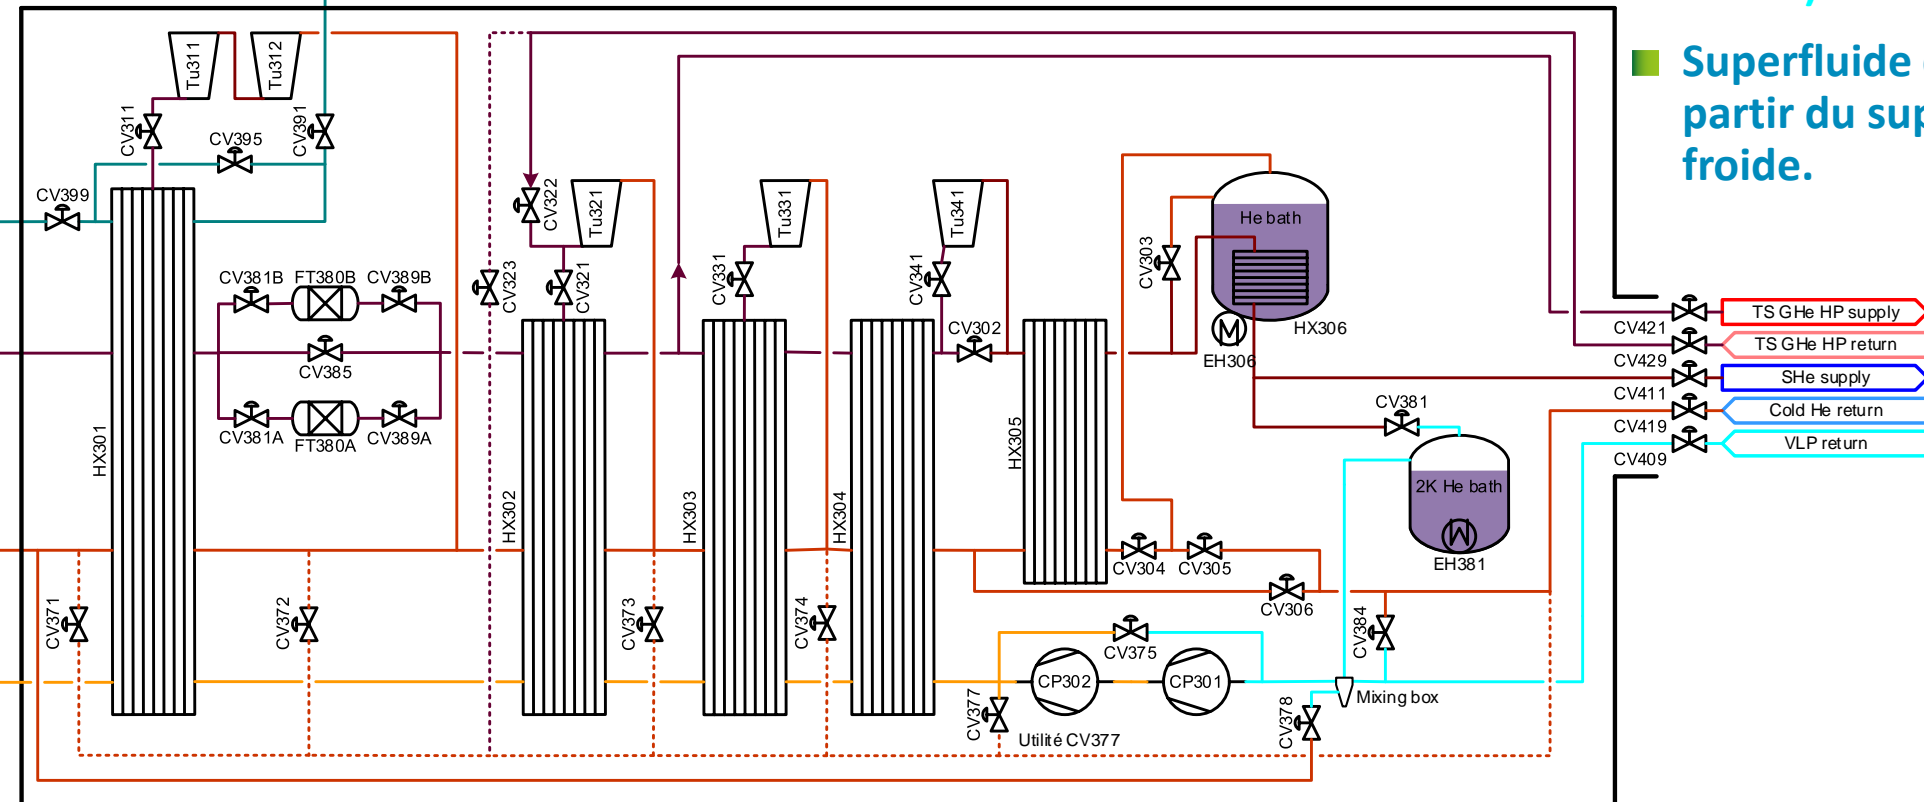 Superfluide
partir du sup
froide.
Tu311
Tu312
CV311
CV391
CV395
CV399
CV322
Tu321
Tu331
Tu341
CV303
He bath
CV381B
FT380B
CV389B
CV323
CV321
CV331
CV341
CV302
HX306
EH306
CV385
CV381A
FT380A
CV389A
TS GHe HP supply
CV421
TS GHe HP return
CV429
SHe supply
CV411
Cold He return
CV419
VLP return
CV409
CV381
HX301
HX302
HX303
HX304
HX305
2K He bath
EH381
CV304
CV305
CV306
CV371
CV372
CV373
CV374
CV384
CV375
CP302
CP301
CV377
Utilité CV377
CV378
Mixing box